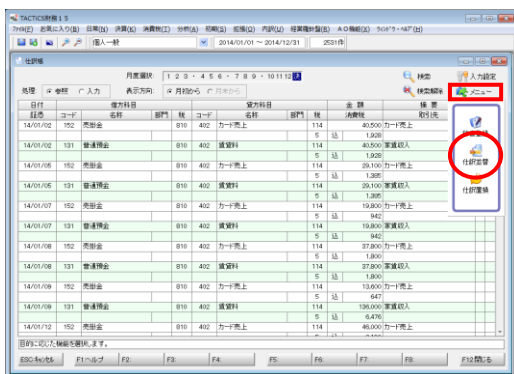 TACTICS財務15
ファイル(F) お気に入り(B) 日常(N) 決算(K) 消費税(T) 分析(A) 初期(S) 拡張(O) 内訳(U) 経営羅針盤(B) AO機能(X) ウィンドウ・ヘルプ(H)
個人一般 2014/01/01 ～ 2014/12/31 2531件
仕訳帳
月度選択: 1 2 3 ・ 4 5 6 ・ 7 8 9 ・ 10 11 12 決 検索 入力設定
処理: 参照 入力 表示方向: 月初から 月末から 検索解除 メニュー
日付 借方科目 貸方科目 金額 摘要
証憑 コード 名称 部門 税 コード 名称 部門 税 消費税 取引先
14/01/02 152 売掛金 810 402 カード売上 114 40,500 カード売上
5 込 1,928
14/01/02 131 普通預金 810 402 賃貸料 114 40,500 家賃収入
5 込 1,928
仕訳並替
14/01/05 152 売掛金 810 402 カード売上 114 29,100 カード売上
5 込 1,385
14/01/05 131 普通預金 810 402 賃貸料 114 29,100 家賃収入
5 込 1,385
仕訳置換
14/01/07 152 売掛金 810 402 カード売上 114 19,800 カード売上
5 込 942
14/01/07 131 普通預金 810 402 賃貸料 114 19,800 家賃収入
5 込 942
14/01/08 152 売掛金 810 402 カード売上 114 37,800 カード売上
5 込 1,800
14/01/08 131 普通預金 810 402 賃貸料 114 37,800 家賃収入
5 込 1,800
14/01/09 152 売掛金 810 402 カード売上 114 13,600 カード売上
5 込 647
14/01/09 131 普通預金 810 402 賃貸料 114 136,000 家賃収入
5 込 6,476
14/01/12 152 売掛金 810 402 カード売上 114 46,000 カード売上
目的に応じた機能を選択します。
ESC:キャンセル F1:ヘルプ F2: F3: F4: F5: F6: F7: F8: F12:閉じる